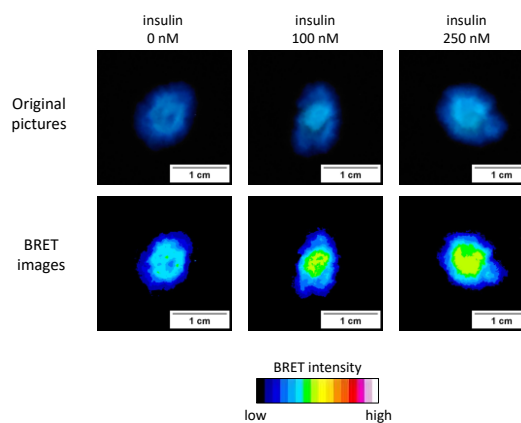 insulin
0 nM
insulin
100 nM
insulin
250 nM
Original
pictures
1 cm
1 cm
1 cm
BRET
images
1 cm
1 cm
1 cm
BRET intensity
low
high